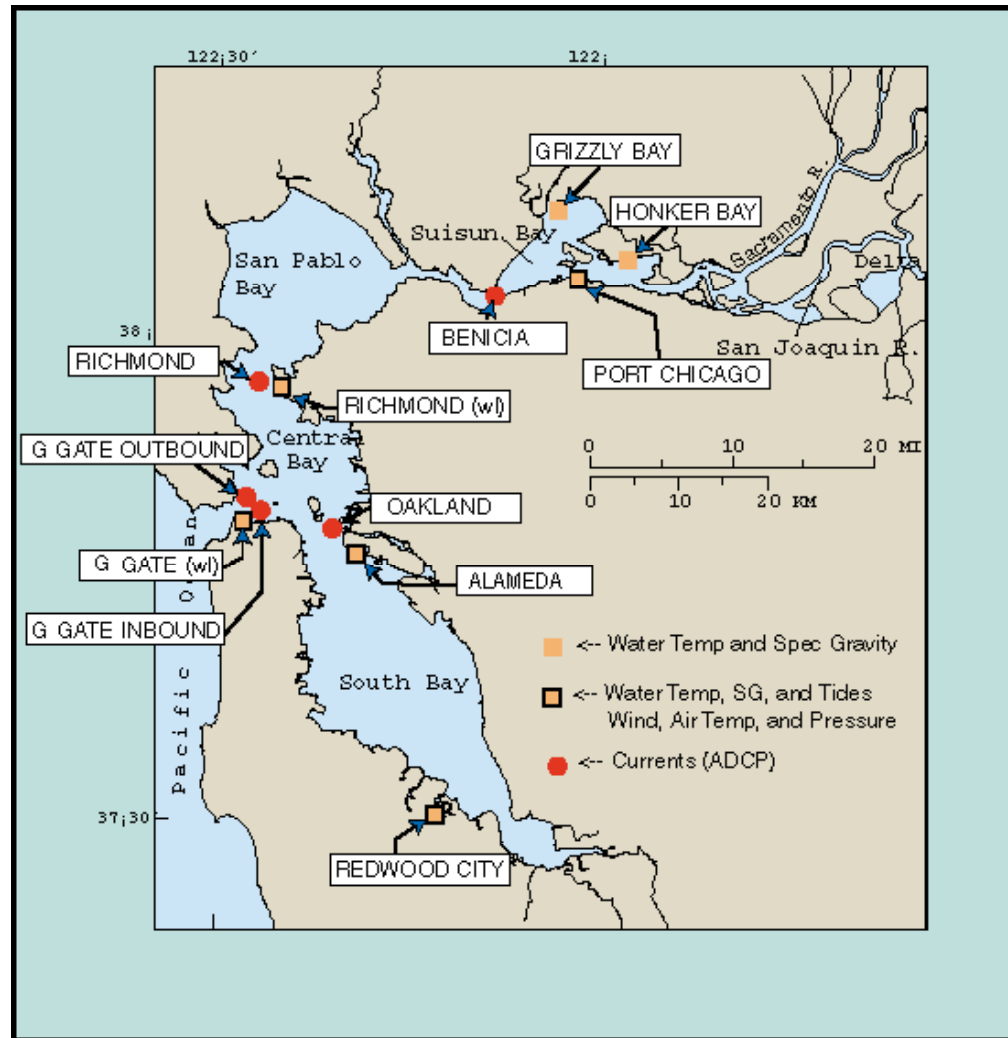 122¡30′
122¡
GRIZZLY BAY
HONKER BAY
Sacramento R.
Suisun Bay
San Pablo
Bay
Delta
38¡
BENICIA
San Joaquin R.
RICHMOND
PORT CHICAGO
RICHMOND (wl)
G GATE OUTBOUND
Central
Bay
0 10 20 MI
0 10 20 KM
OAKLAND
G GATE (wl)
ALAMEDA
G GATE INBOUND
Pacific Ocean
<-- Water Temp and Spec Gravity
South Bay
<-- Water Temp, SG, and Tides
Wind, Air Temp, and Pressure
<-- Currents (ADCP)
37¡30′
REDWOOD CITY